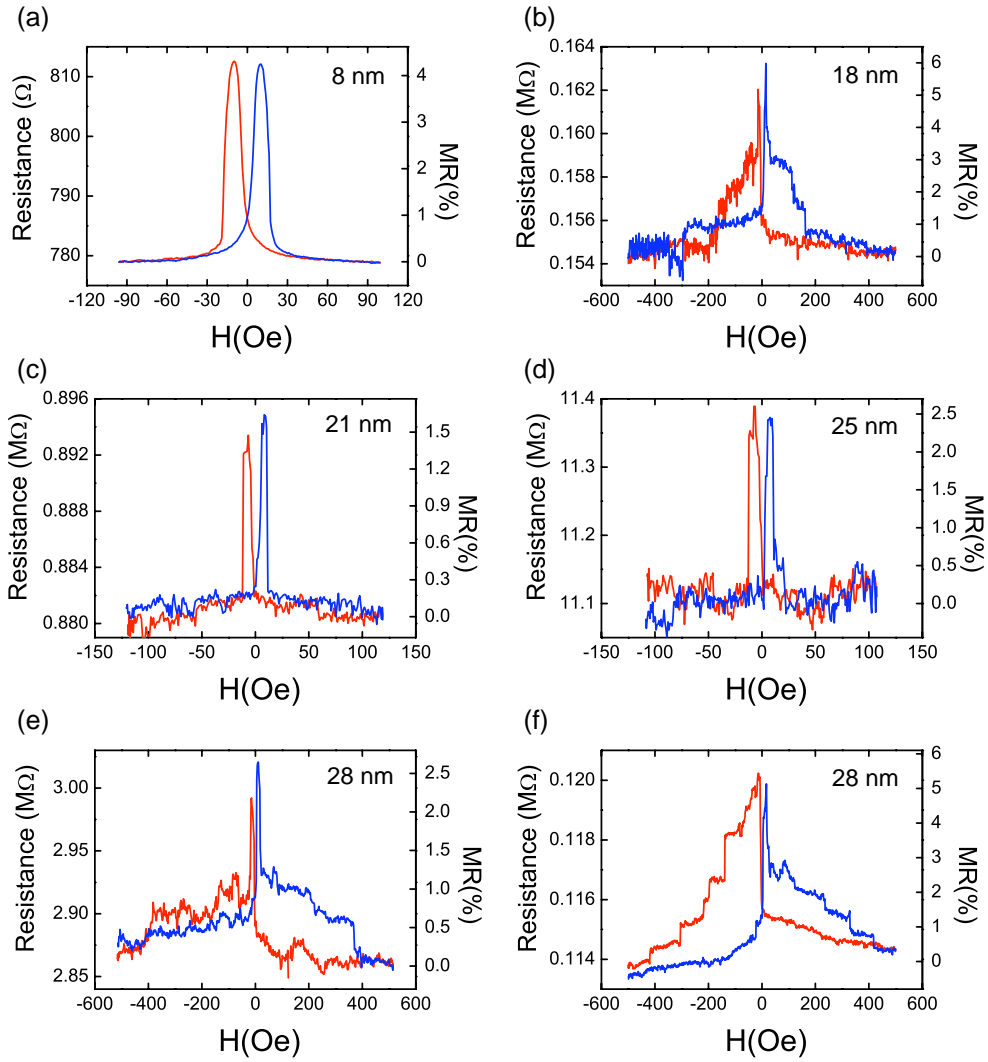 (a)
8 nm
Resistance (Ω)
810
800
790
780
MR(%)
4
3
2
1
0
-120 -90 -60 -30 0 30 60 90 120
H(Oe)
(b)
18 nm
Resistance (MΩ)
0.164
0.162
0.160
0.158
0.156
0.154
MR(%)
6
5
4
3
2
1
0
-600 -400 -200 0 200 400 600
H(Oe)
(c)
21 nm
Resistance (MΩ)
0.896
0.892
0.888
0.884
0.880
MR(%)
1.5
1.2
0.9
0.6
0.3
0.0
-150 -100 -50 0 50 100 150
H(Oe)
(d)
25 nm
Resistance (MΩ)
11.4
11.3
11.2
11.1
MR(%)
2.5
2.0
1.5
1.0
0.5
0.0
-150 -100 -50 0 50 100 150
H(Oe)
(e)
28 nm
Resistance (MΩ)
3.00
2.95
2.90
2.85
MR(%)
2.5
2.0
1.5
1.0
0.5
0.0
-600 -400 -200 0 200 400 600
H(Oe)
(f)
28 nm
Resistance (MΩ)
0.120
0.118
0.116
0.114
MR(%)
6
5
4
3
2
1
0
-600 -400 -200 0 200 400 600
H(Oe)